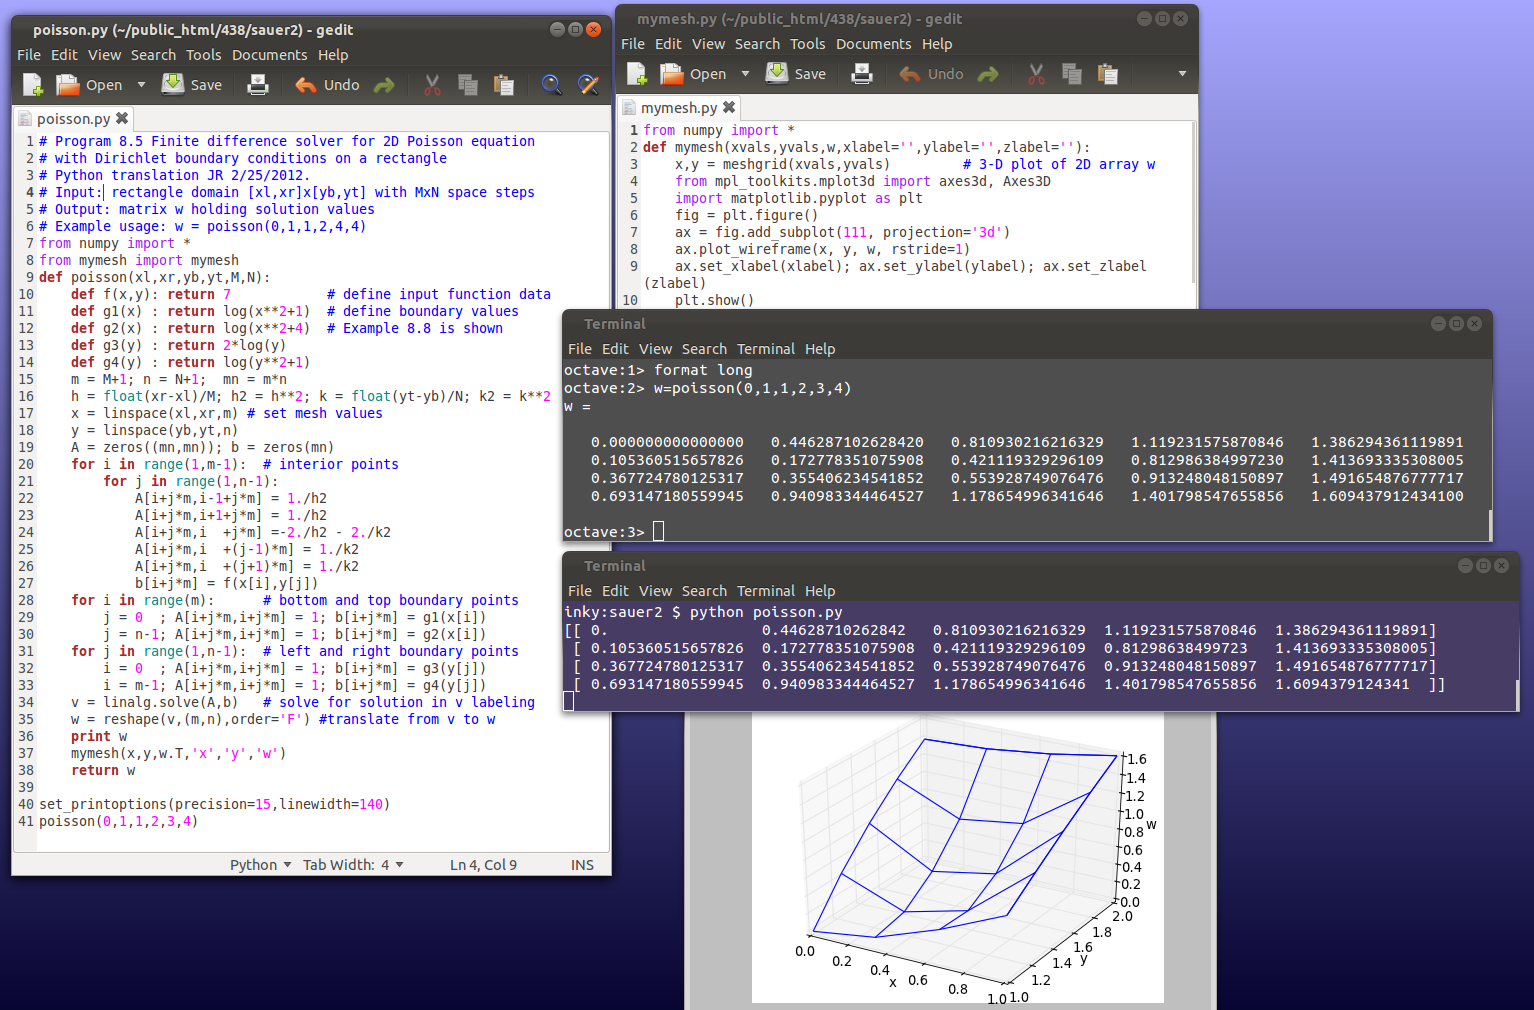 poisson.py (~/public_html/438/sauer2) - gedit
File Edit View Search Tools Documents Help
Open Save Undo
poisson.py
1 # Program 8.5 Finite difference solver for 2D Poisson equation
2 # with Dirichlet boundary conditions on a rectangle
3 # Python translation JR 2/25/2012.
4 # Input: rectangle domain [xl,xr]x[yb,yt] with MxN space steps
5 # Output: matrix w holding solution values
6 # Example usage: w = poisson(0,1,1,2,4,4)
7 from numpy import *
8 from mymesh import mymesh
9 def poisson(xl,xr,yb,yt,M,N):
10     def f(x,y): return 7            # define input function data
11     def g1(x) : return log(x**2+1)  # define boundary values
12     def g2(x) : return log(x**2+4)  # Example 8.8 is shown
13     def g3(y) : return 2*log(y)
14     def g4(y) : return log(y**2+1)
15     m = M+1; n = N+1;  mn = m*n
16     h = float(xr-xl)/M; h2 = h**2; k = float(yt-yb)/N; k2 = k**2
17     x = linspace(xl,xr,m) # set mesh values
18     y = linspace(yb,yt,n)
19     A = zeros((mn,mn)); b = zeros(mn)
20     for i in range(1,m-1):  # interior points
21         for j in range(1,n-1):
22             A[i+j*m,i-1+j*m] = 1./h2
23             A[i+j*m,i+1+j*m] = 1./h2
24             A[i+j*m,i  +j*m] =-2./h2 - 2./k2
25             A[i+j*m,i  +(j-1)*m] = 1./k2
26             A[i+j*m,i  +(j+1)*m] = 1./k2
27             b[i+j*m] = f(x[i],y[j])
28     for i in range(m):      # bottom and top boundary points
29         j = 0  ; A[i+j*m,i+j*m] = 1; b[i+j*m] = g1(x[i])
30         j = n-1; A[i+j*m,i+j*m] = 1; b[i+j*m] = g2(x[i])
31     for j in range(1,n-1):  # left and right boundary points
32         i = 0  ; A[i+j*m,i+j*m] = 1; b[i+j*m] = g3(y[j])
33         i = m-1; A[i+j*m,i+j*m] = 1; b[i+j*m] = g4(y[j])
34     v = linalg.solve(A,b)   # solve for solution in v labeling
35     w = reshape(v,(m,n),order='F') #translate from v to w
36     print w
37     mymesh(x,y,w.T,'x','y','w')
38     return w
39
40 set_printoptions(precision=15,linewidth=140)
41 poisson(0,1,1,2,3,4)
Python Tab Width: 4 Ln 4, Col 9 INS
mymesh.py (~/public_html/438/sauer2) - gedit
File Edit View Search Tools Documents Help
Open Save Undo
mymesh.py
1 from numpy import *
2 def mymesh(xvals,yvals,w,xlabel='',ylabel='',zlabel=''):
3     x,y = meshgrid(xvals,yvals)         # 3-D plot of 2D array w
4     from mpl_toolkits.mplot3d import axes3d, Axes3D
5     import matplotlib.pyplot as plt
6     fig = plt.figure()
7     ax = fig.add_subplot(111, projection='3d')
8     ax.plot_wireframe(x, y, w, rstride=1)
9     ax.set_xlabel(xlabel); ax.set_ylabel(ylabel); ax.set_zlabel
(zlabel)
10     plt.show()
Terminal
File Edit View Search Terminal Help
octave:1> format long
octave:2> w=poisson(0,1,1,2,3,4)
w =
0.000000000000000   0.446287102628420   0.810930216216329   1.119231575870846   1.386294361119891
0.105360515657826   0.172778351075908   0.421119329296109   0.812986384997230   1.413693335308005
0.367724780125317   0.355406234541852   0.553928749076476   0.913248048150897   1.491654876777717
0.693147180559945   0.940983344464527   1.178654996341646   1.401798547655856   1.609437912434100
octave:3>
Terminal
File Edit View Search Terminal Help
inky:sauer2 $ python poisson.py
[[ 0.                 0.44628710262842   0.810930216216329  1.119231575870846  1.386294361119891]
[ 0.105360515657826  0.172778351075908  0.421119329296109  0.81298638499723   1.413693335308005]
[ 0.367724780125317  0.355406234541852  0.553928749076476  0.913248048150897  1.491654876777717]
[ 0.693147180559945  0.940983344464527  1.178654996341646  1.401798547655856  1.6094379124341  ]]
1.6
1.4
1.2
1.0
0.8 w
0.6
0.4
0.2
0.0
2.0
1.8
1.6
1.4 y
1.2
1.0
0.0
0.2
0.4
x 0.6
0.8
1.0